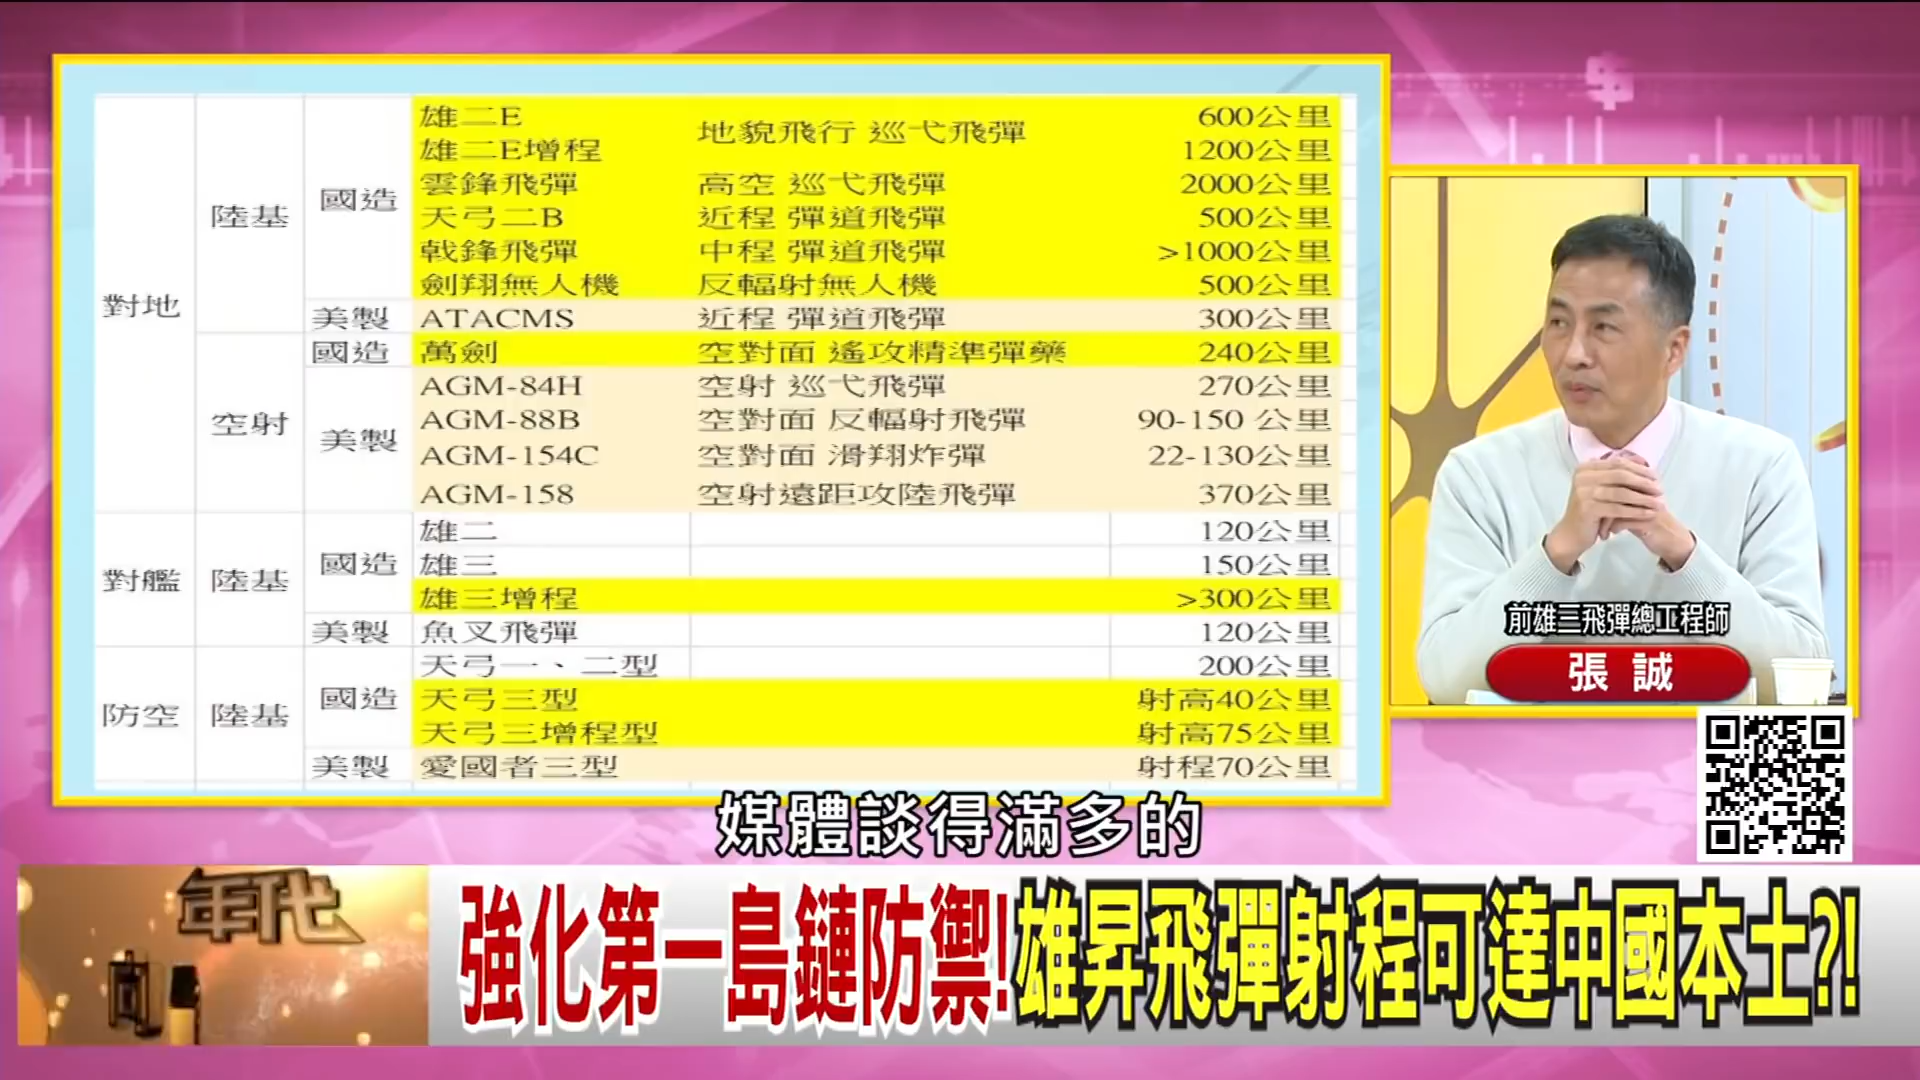 對地
陸基
國造
雄二E
地貌飛行 巡弋飛彈
600公里
雄二E增程
1200公里
雲鋒飛彈 高空 巡弋飛彈 2000公里
天弓二B 近程 彈道飛彈 500公里
戟鋒飛彈 中程 彈道飛彈 >1000公里
劍翔無人機 反輻射無人機 500公里
美製 ATACMS 近程 彈道飛彈 300公里
空射
國造 萬劍 空對面 遙攻精準彈藥 240公里
美製
AGM-84H 空射 巡弋飛彈 270公里
AGM-88B 空對面 反輻射飛彈 90-150 公里
AGM-154C 空對面 滑翔炸彈 22-130公里
AGM-158 空射遠距攻陸飛彈 370公里
對艦
陸基
國造
雄二 120公里
雄三 150公里
雄三增程 >300公里
美製 魚叉飛彈 120公里
防空
陸基
國造
天弓一、二型 200公里
天弓三型 射高40公里
天弓三增程型 射高75公里
美製 愛國者三型 射程70公里
前雄三飛彈總工程師
張 誠
媒體談得滿多的
年代
向
強化第一島鏈防禦!雄昇飛彈射程可達中國本土?!